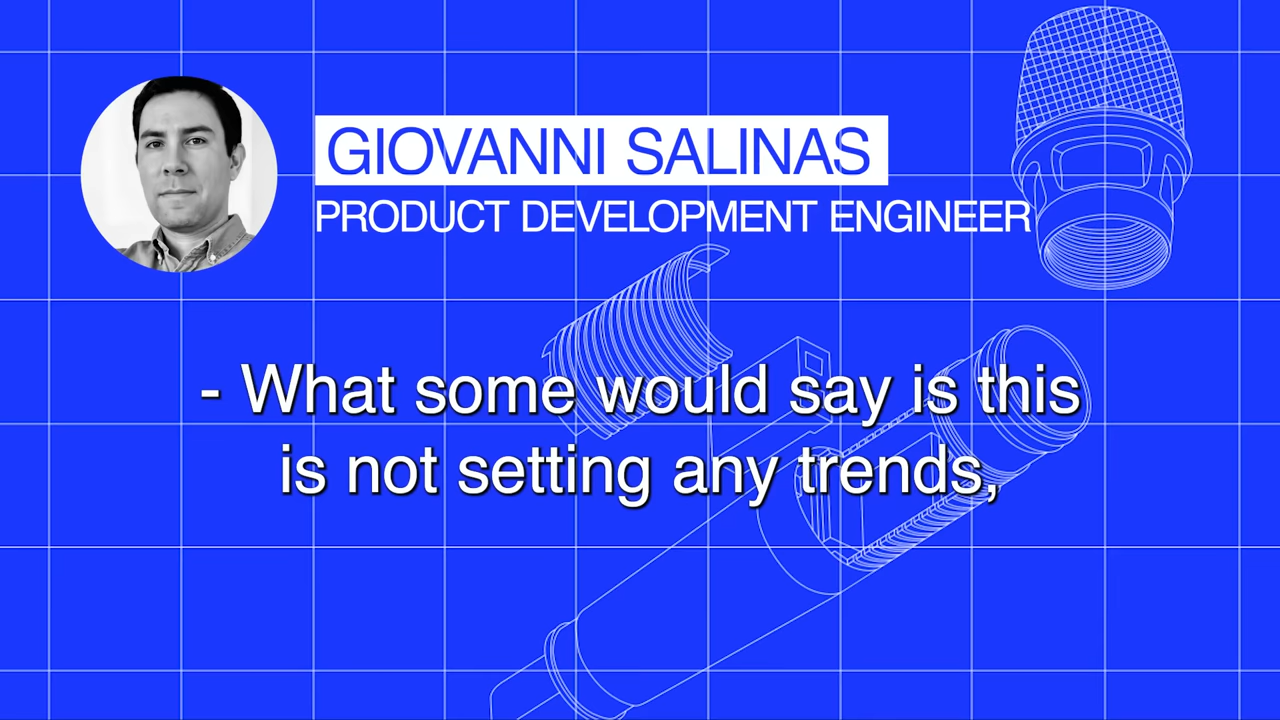 GIOVANNI SALINAS
PRODUCT DEVELOPMENT ENGINEER
- What some would say is this
is not setting any trends,